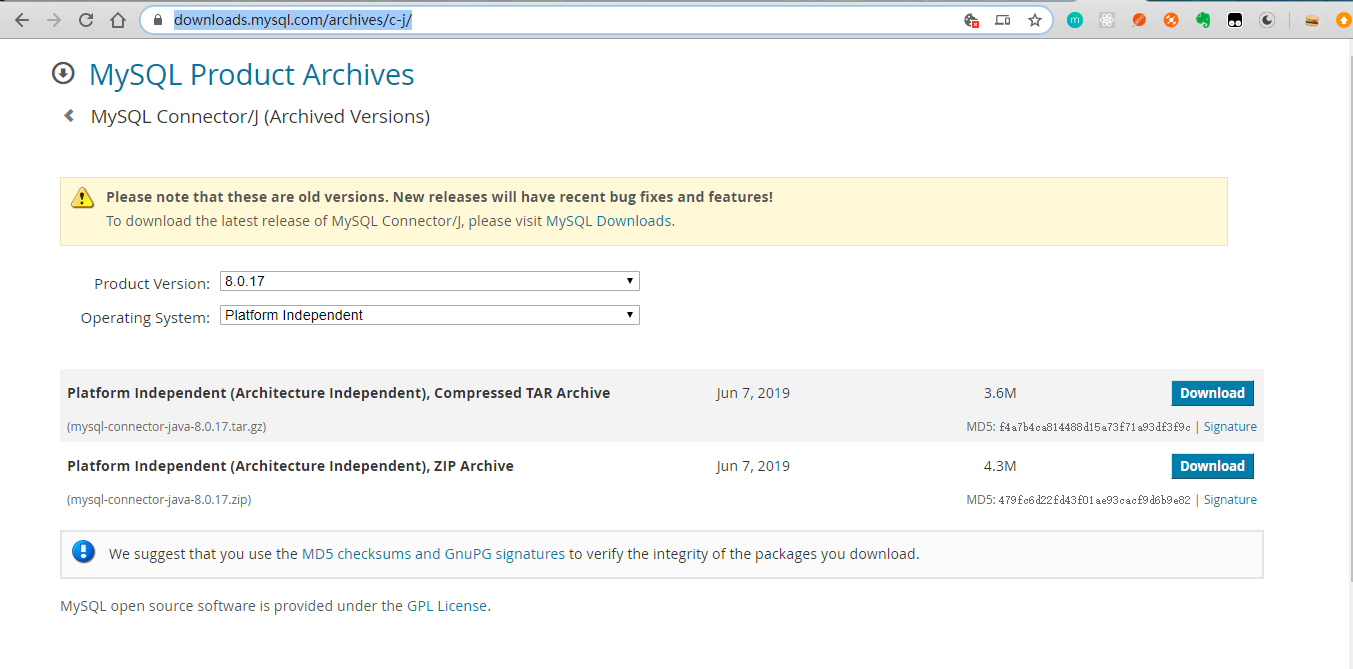 downloads.mysql.com/archives/c-j/
MySQL Product Archives
MySQL Connector/J (Archived Versions)
Please note that these are old versions. New releases will have recent bug fixes and features!
To download the latest release of MySQL Connector/J, please visit MySQL Downloads.
Product Version: 8.0.17
Operating System: Platform Independent
Platform Independent (Architecture Independent), Compressed TAR Archive Jun 7, 2019 3.6M Download
(mysql-connector-java-8.0.17.tar.gz) MD5: f4a7b4ca814488d15a73f71a93df3f9c | Signature
Platform Independent (Architecture Independent), ZIP Archive Jun 7, 2019 4.3M Download
(mysql-connector-java-8.0.17.zip) MD5: 479fc6d22fd43f01ae93cacf9d6b9e82 | Signature
We suggest that you use the MD5 checksums and GnuPG signatures to verify the integrity of the packages you download.
MySQL open source software is provided under the GPL License.